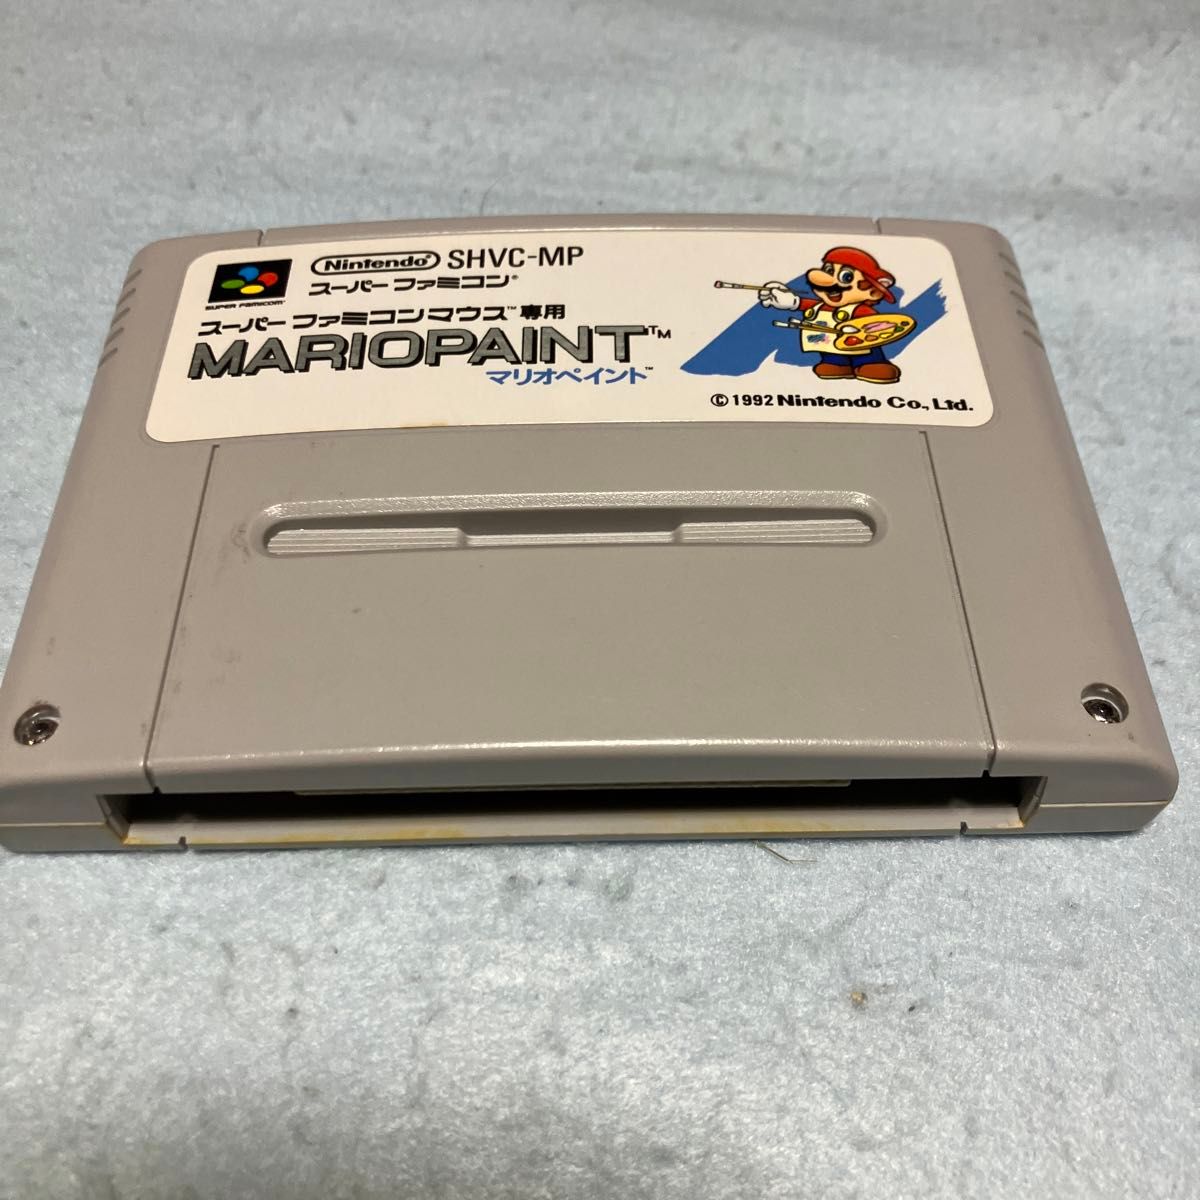 SUPER FAMICOM
Nintendo® SHVC-MP
スーパーファミコン®
スーパーファミコンマウス™専用
MARIOPAINT™
マリオペイント™
©1992 Nintendo Co., Ltd.